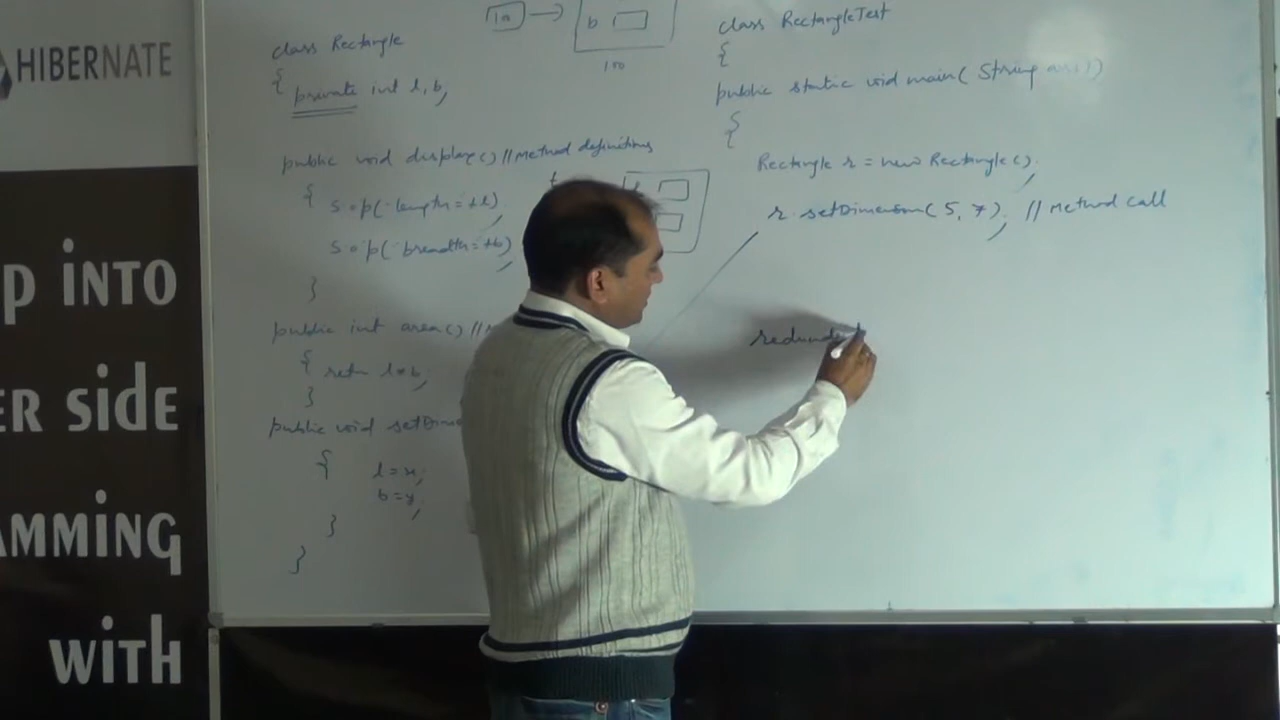 HIBERNATE
P INTO
ER SIDE
AMMING
WITH
1a
b
100
class Rectangle
{
private int l, b;
public void display() // Method definitions
{
s.o.p("length="+l);
s.o.p("breadth="+b);
}
public int area() //
{
return l*b;
}
public void setDime
{
l=x;
b=y;
}
}
class RectangleTest
{
public static void main( String
{
Rectangle r = new Rectangle();
r. setDimension( 5, 7 ); // Method call